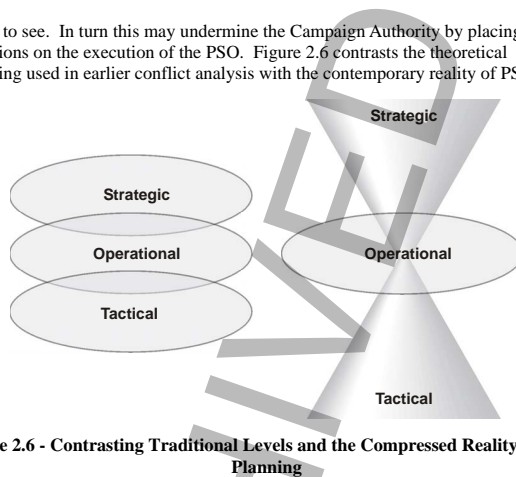 to see. In turn this may undermine the Campaign Authority by placing
ions on the execution of the PSO. Figure 2.6 contrasts the theoretical
ing used in earlier conflict analysis with the contemporary reality of PS
Strategic
Strategic
Operational
Operational
Tactical
Tactical
e 2.6 - Contrasting Traditional Levels and the Compressed Reality
Planning